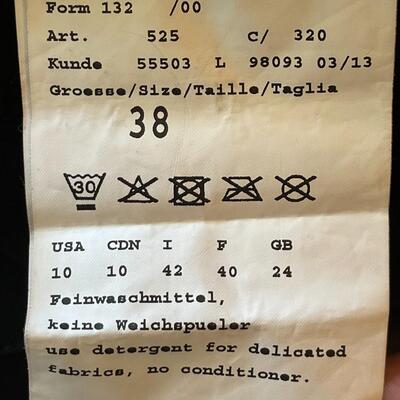 Form 132 /00
Art. 525 C/ 320
Kunde 55503 L 98093 03/13
Groesse/Size/Taille/Taglia
38
30
USA CDN I F GB
10 10 42 40 24
Feinwaschmittel,
keine Weichspueler
use detergent for delicated
fabrics, no conditioner.